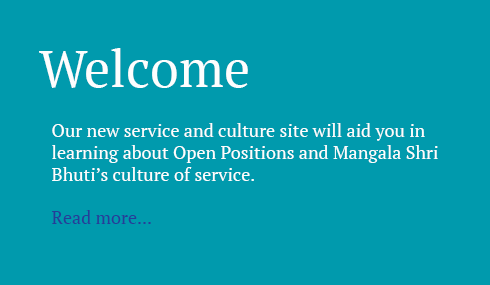 Welcome
Our new service and culture site will aid you in
learning about Open Positions and Mangala Shri
Bhuti’s culture of service.
Read more...